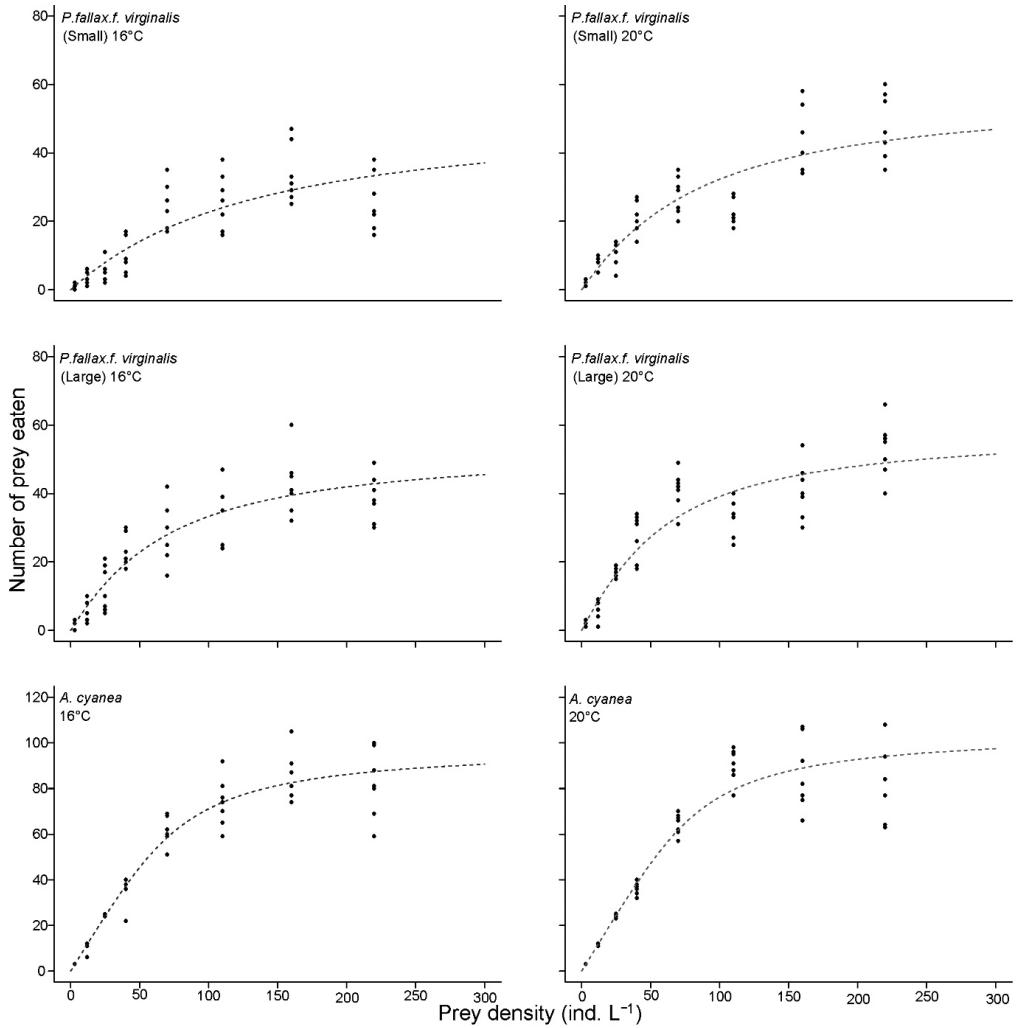 80
60
40
20
0
P.fallax.f. virginalis
(Small) 16°C
P.fallax.f. virginalis
(Small) 20°C
Number of prey eaten
80
60
40
20
0
P.fallax.f. virginalis
(Large) 16°C
P.fallax.f. virginalis
(Large) 20°C
120
100
80
60
40
20
0
A. cyanea
16°C
A. cyanea
20°C
0 50 100 150 200 250 300
0 50 100 150 200 250 300
Prey density (ind. L⁻¹)